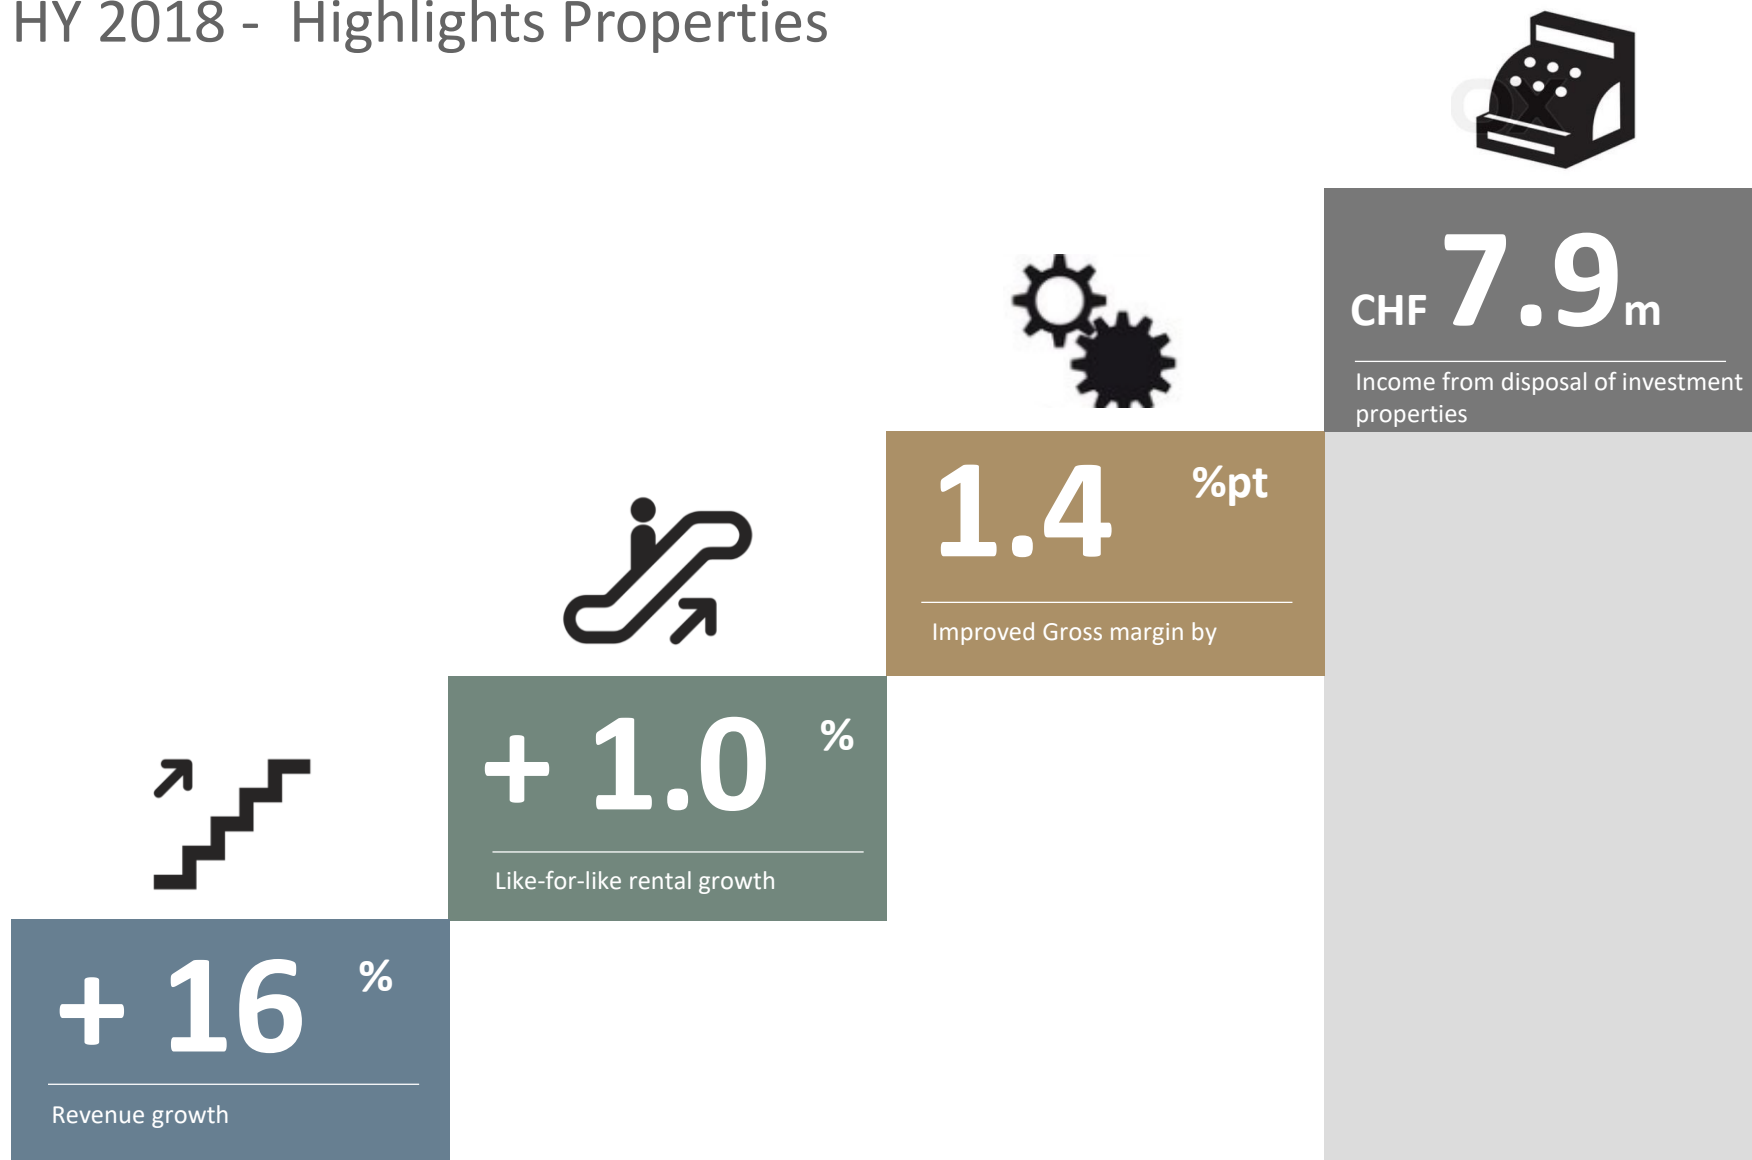 HY 2018 - Highlights Properties
CHF 7.9m
Income from disposal of investment
properties
1.4 %pt
Improved Gross margin by
+ 1.0 %
Like-for-like rental growth
+ 16 %
Revenue growth